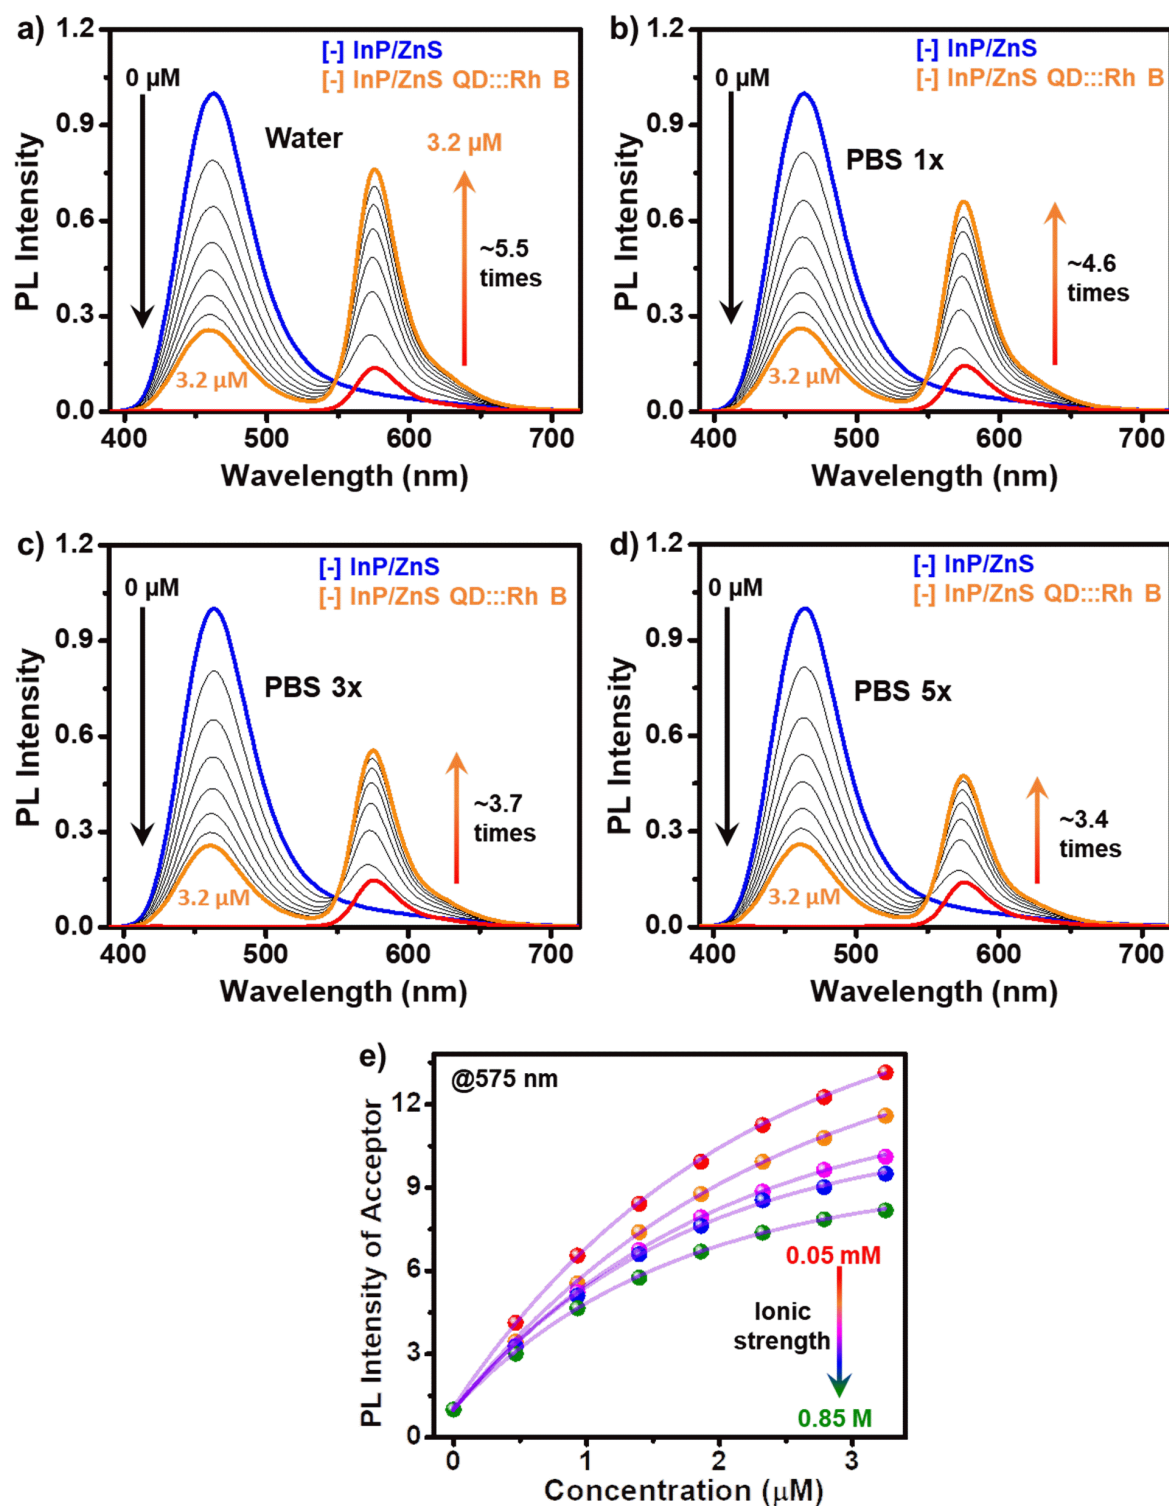 a)
1.2
0.9
0.6
0.3
0.0
PL Intensity
[-] InP/ZnS
[-] InP/ZnS QD:::Rh B
0 µM
Water
3.2 µM
~5.5
times
3.2 µM
400 500 600 700
Wavelength (nm)
b)
1.2
0.9
0.6
0.3
0.0
PL Intensity
[-] InP/ZnS
[-] InP/ZnS QD:::Rh B
0 µM
PBS 1x
~4.6
times
3.2 µM
400 500 600 700
Wavelength (nm)
c)
1.2
0.9
0.6
0.3
0.0
PL Intensity
[-] InP/ZnS
[-] InP/ZnS QD:::Rh B
0 µM
PBS 3x
~3.7
times
3.2 µM
400 500 600 700
Wavelength (nm)
d)
1.2
0.9
0.6
0.3
0.0
PL Intensity
[-] InP/ZnS
[-] InP/ZnS QD:::Rh B
0 µM
PBS 5x
~3.4
times
3.2 µM
400 500 600 700
Wavelength (nm)
e)
@575 nm
12
9
6
3
0
PL Intensity of Acceptor
0.05 mM
Ionic
strength
0.85 M
0 1 2 3
Concentration (µM)